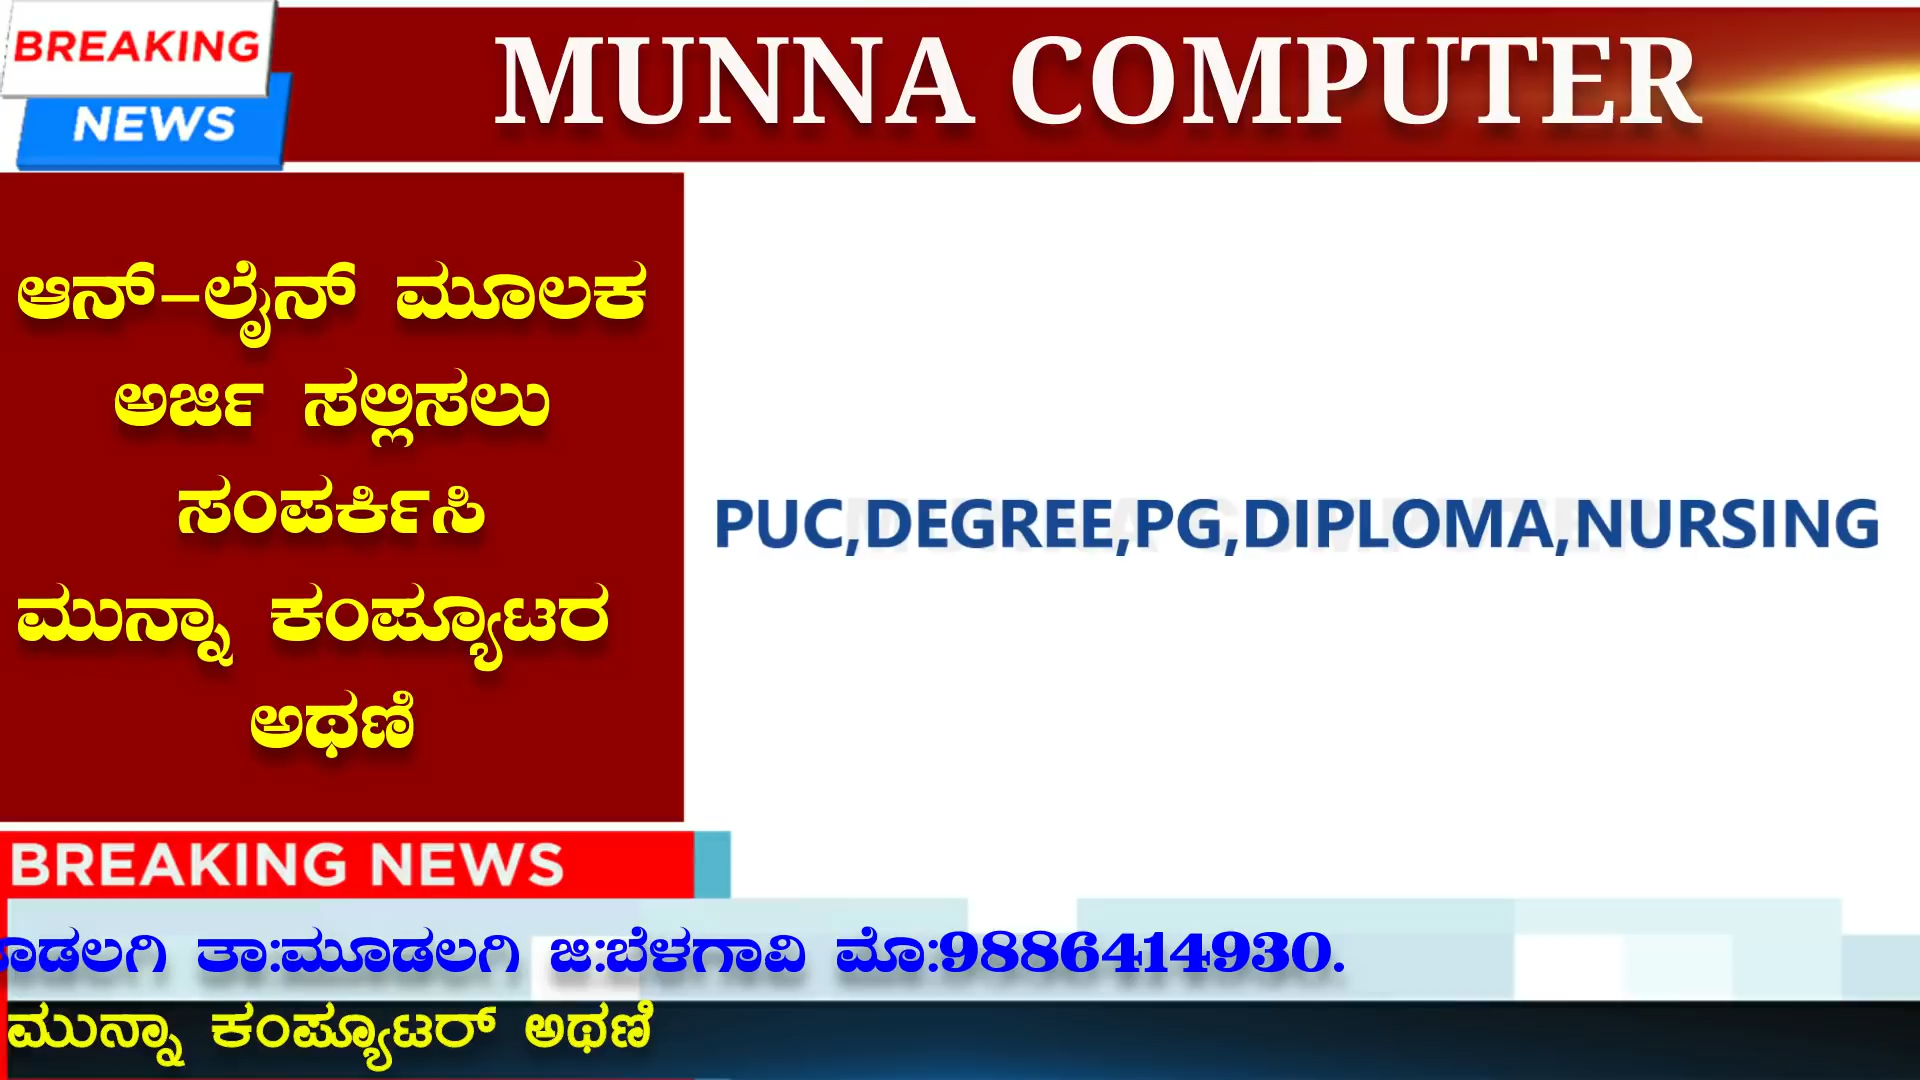 BREAKING
NEWS
MUNNA COMPUTER
ಆನ್-ಲೈನ್ ಮೂಲಕ
ಅರ್ಜಿ ಸಲ್ಲಿಸಲು
ಸಂಪರ್ಕಿಸಿ
ಮುನ್ನಾ ಕಂಪ್ಯೂಟರ
ಅಥಣಿ
PUC,DEGREE,PG,DIPLOMA,NURSING
BREAKING NEWS
ತಾ:ಮೂಡಲಗಿ ಜಿ:ಬೆಳಗಾವಿ ಮೊ:9886414930.
ಮುನ್ನಾ ಕಂಪ್ಯೂಟರ್ ಅಥಣಿ